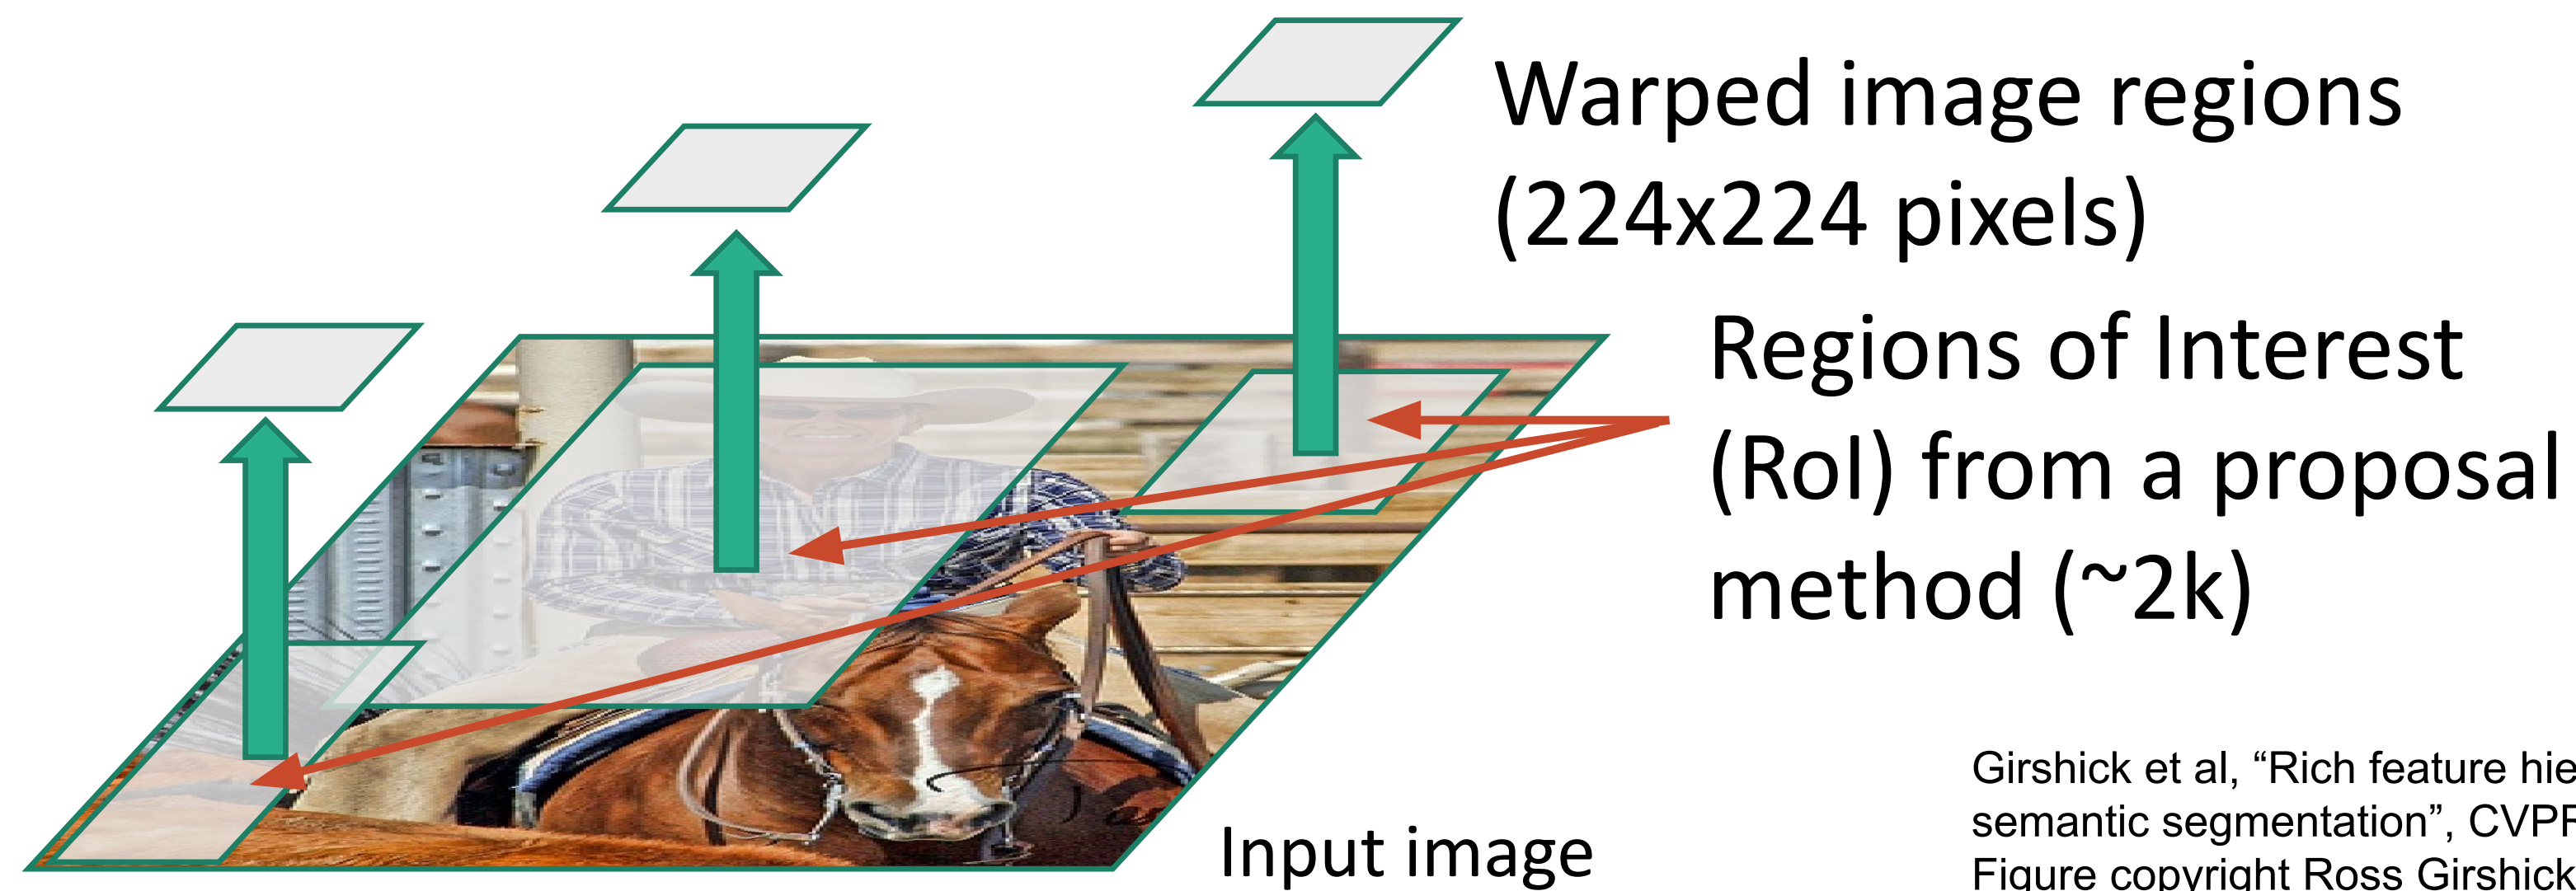 Warped image regions
(224x224 pixels)
Regions of Interest
(RoI) from a proposal
method (~2k)
Input image
Girshick et al, “Rich feature hie
semantic segmentation”, CVPR
Figure copyright Ross Girshick